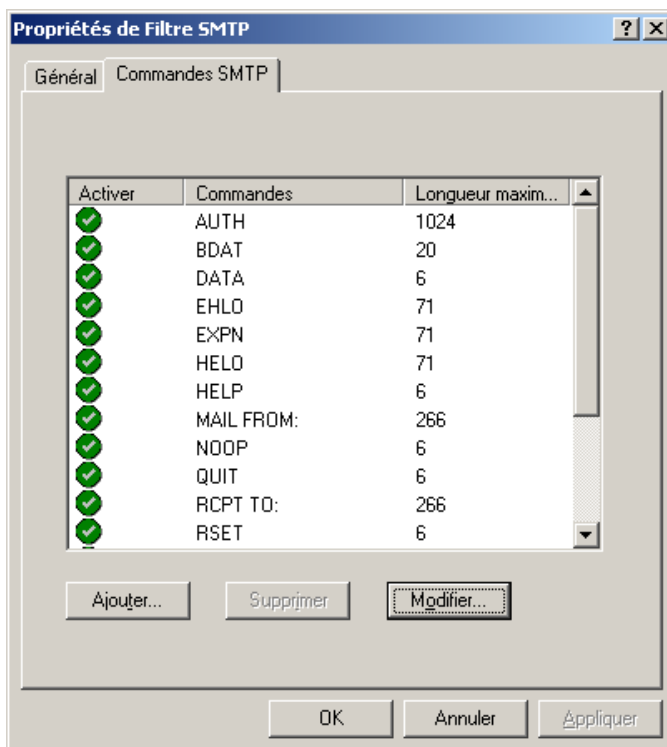 Propriétés de Filtre SMTP
Général Commandes SMTP
Activer Commandes Longueur maxim...
AUTH 1024
BDAT 20
DATA 6
EHLO 71
EXPN 71
HELO 71
HELP 6
MAIL FROM: 266
NOOP 6
QUIT 6
RCPT TO: 266
RSET 6
Ajouter... Supprimer Modifier...
OK Annuler Appliquer